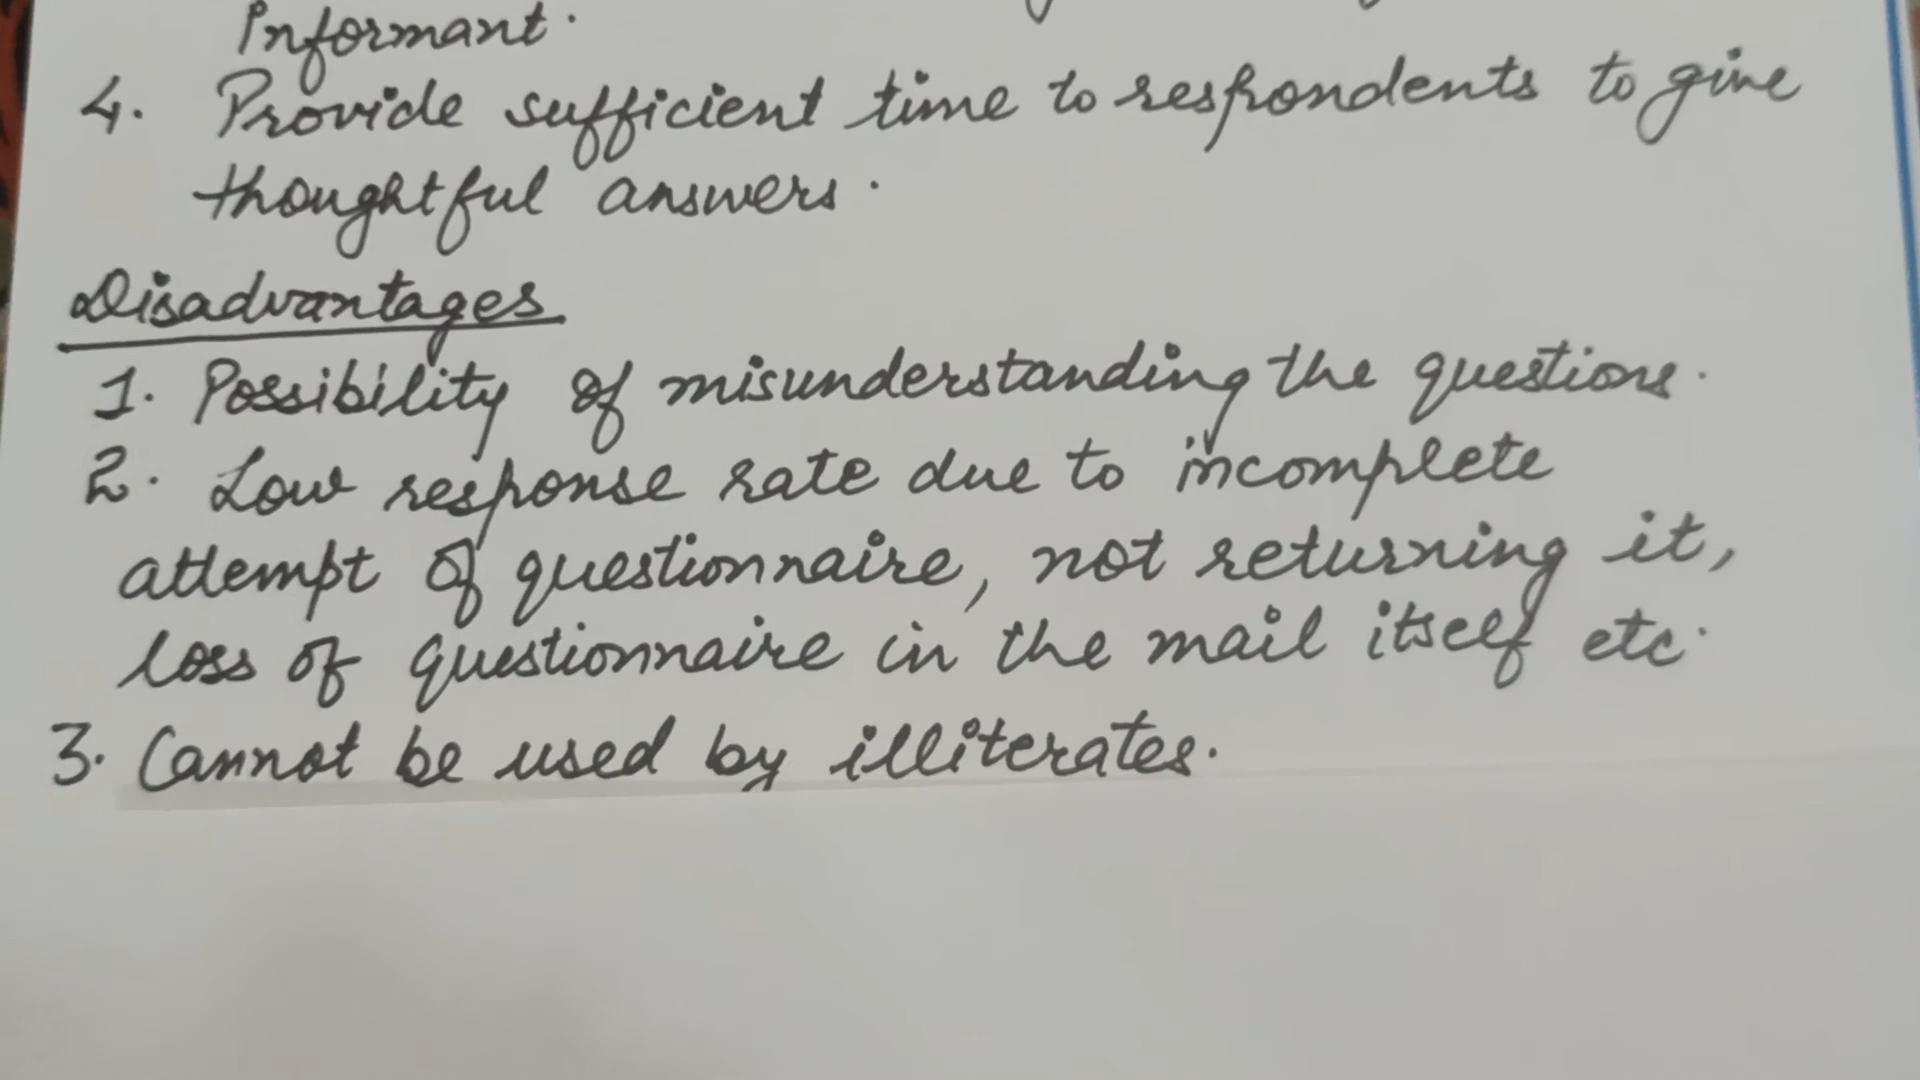 Informant.
4. Provide sufficient time to respondents to give
thoughtful answers.
Disadvantages
1. Possibility of misunderstanding the questions.
2. Low response rate due to incomplete
attempt of questionnaire, not returning it,
loss of questionnaire in the mail itself etc.
3. Cannot be used by illiterates.